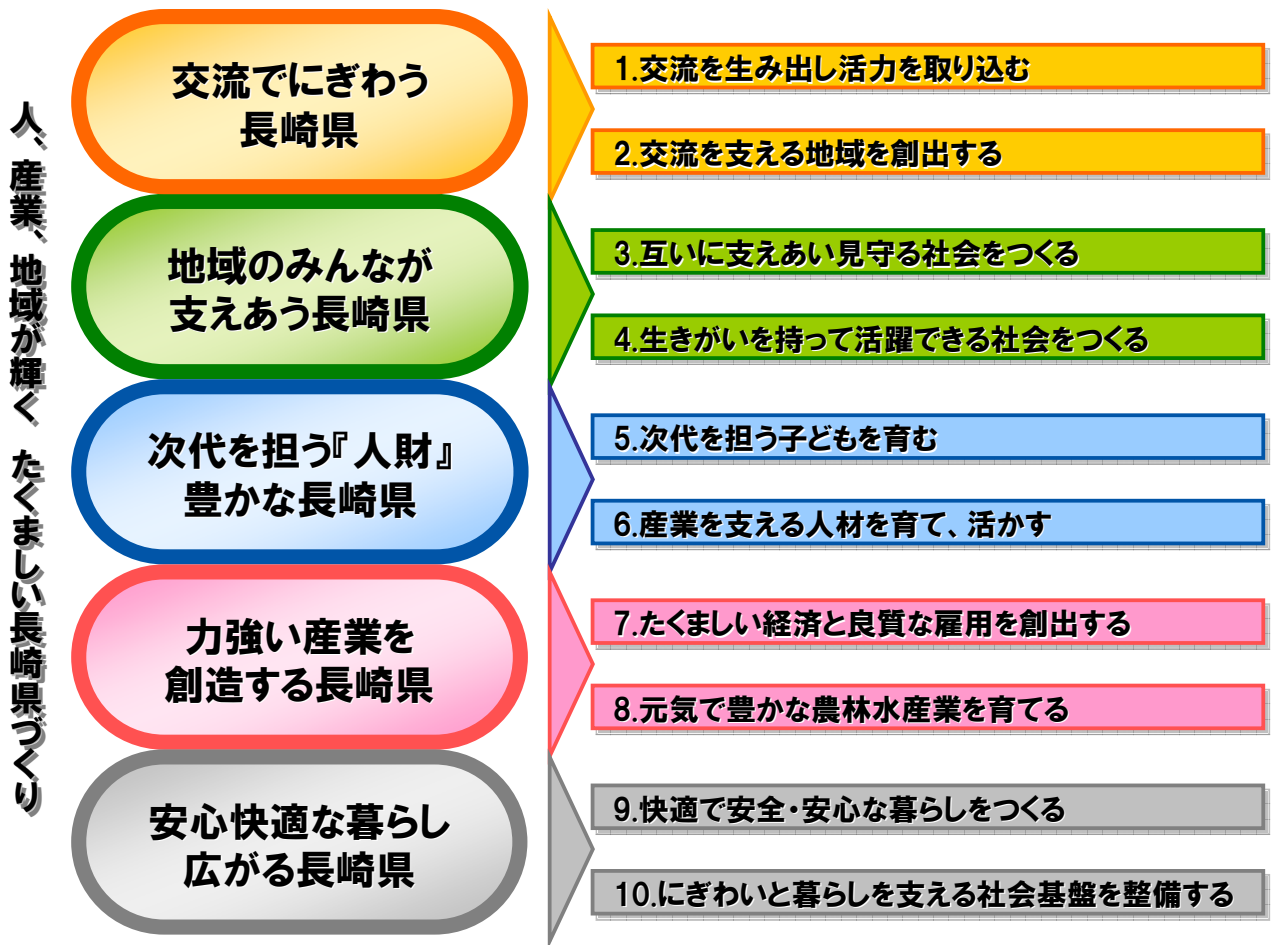 人、産業、地域が輝く たくましい長崎県づくり
交流でにぎわう
長崎県
1.交流を生み出し活力を取り込む
2.交流を支える地域を創出する
地域のみんなが
支えあう長崎県
3.互いに支えあい見守る社会をつくる
4.生きがいを持って活躍できる社会をつくる
次代を担う『人財』
豊かな長崎県
5.次代を担う子どもを育む
6.産業を支える人材を育て、活かす
力強い産業を
創造する長崎県
7.たくましい経済と良質な雇用を創出する
8.元気で豊かな農林水産業を育てる
安心快適な暮らし
広がる長崎県
9.快適で安全・安心な暮らしをつくる
10.にぎわいと暮らしを支える社会基盤を整備する